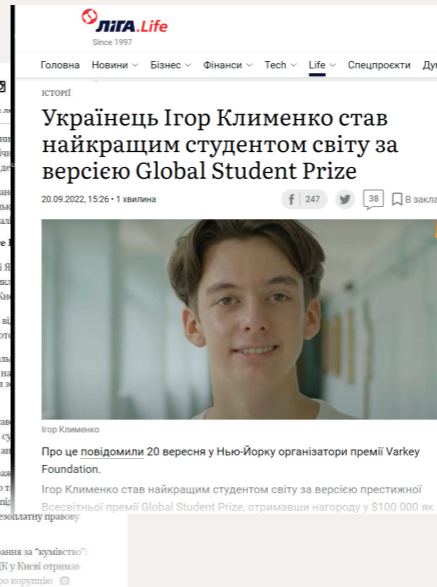 ЛІГА.Life
Since 1997
Головна Новини Бізнес Фінанси Tech Life Спецпроєкти
ІСТОРІЇ
Українець Ігор Клименко став
найкращим студентом світу за
версією Global Student Prize
20.09.2022, 15:26 • 1 хвилина
247
38
В закла
Ігор Клименко
Про це повідомили 20 вересня у Нью-Йорку організатори премії Varkey
Foundation.
Ігор Клименко став найкращим студентом світу за версією престижної
Всесвітньої премії Global Student Prize, отримавши нагороду у $100 000 як
езоплатну правову
ання за "кумівство":
К у Києві отримав
ро корупцію